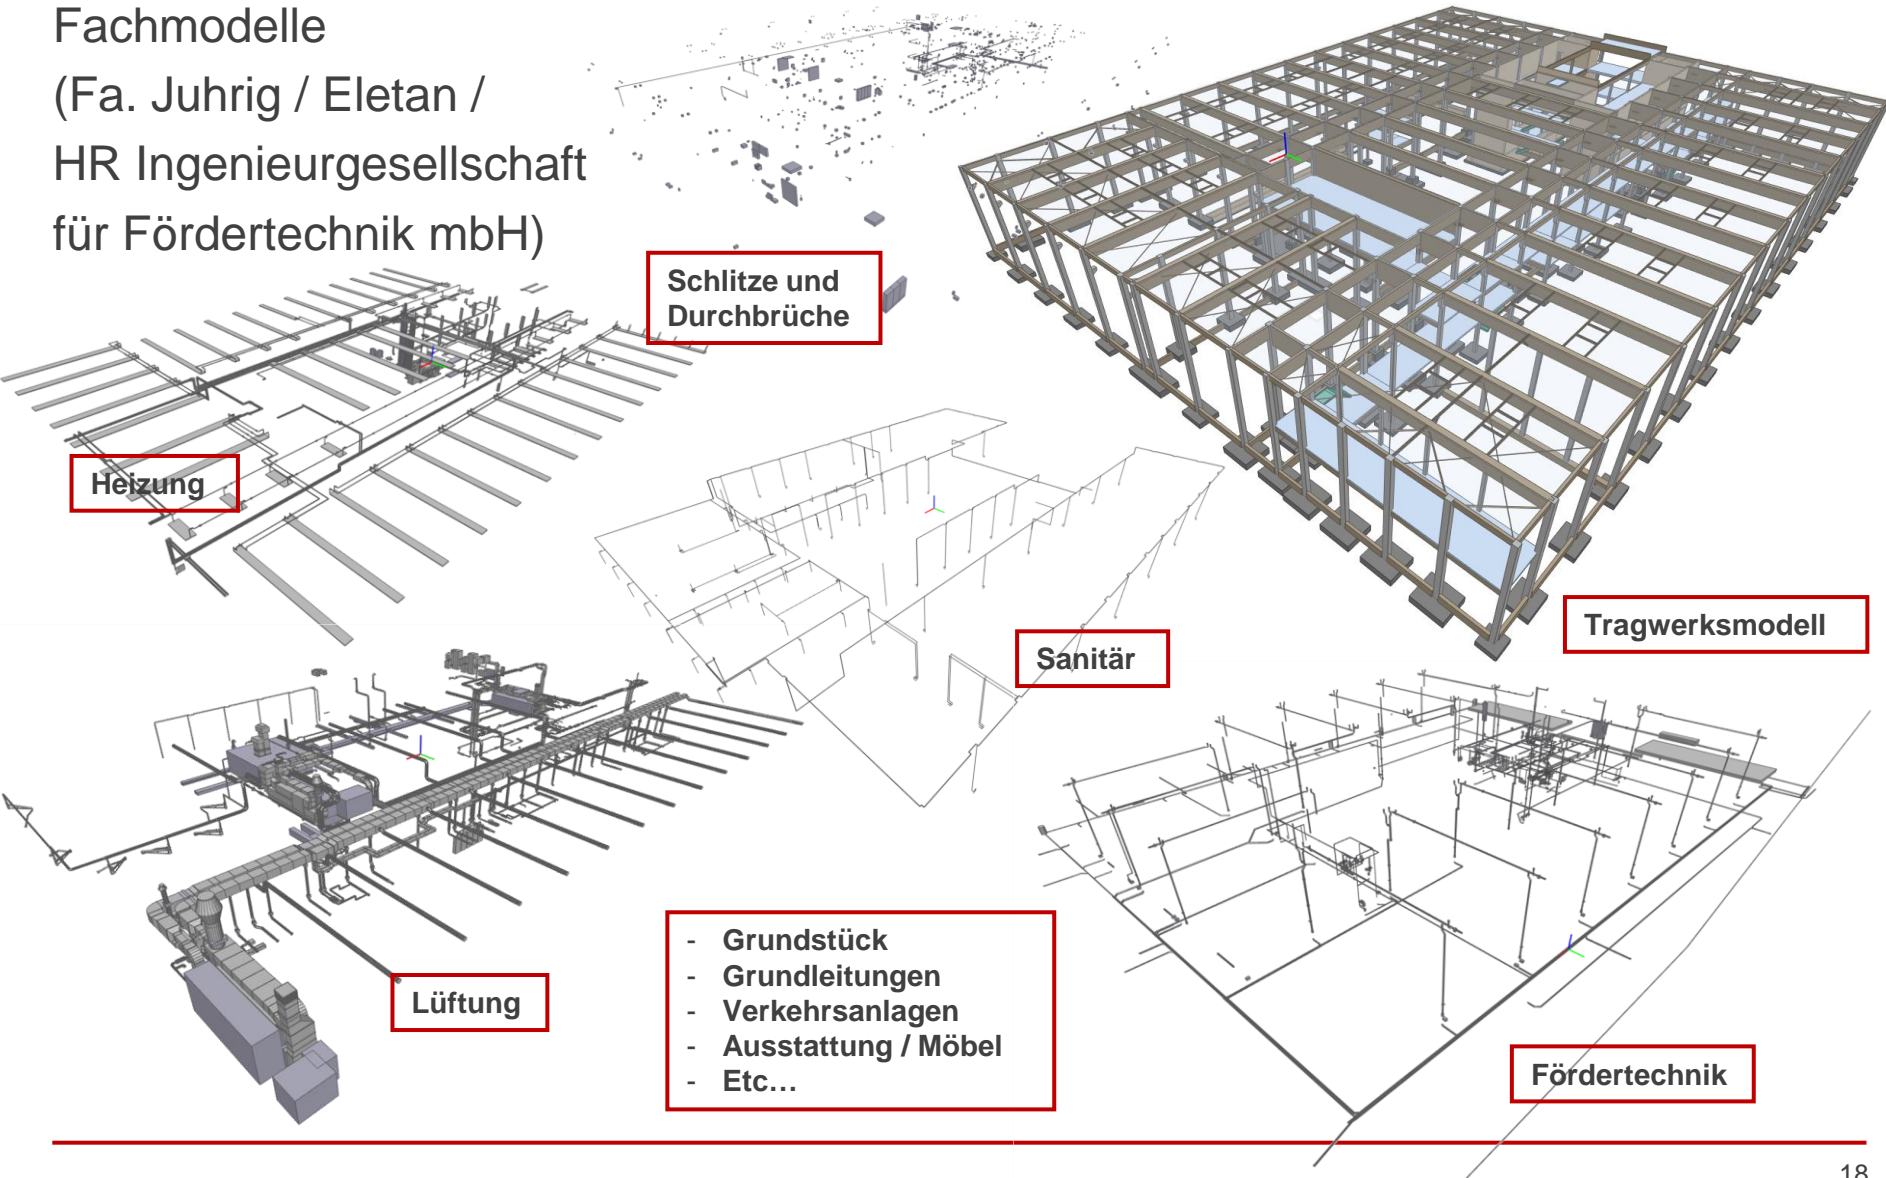 Fachmodelle
(Fa. Juhrig / Eletan /
HR Ingenieurgesellschaft
für Fördertechnik mbH)
Schlitze und
Durchbrüche
Heizung
Sanitär
Tragwerksmodell
Lüftung
- Grundstück
- Grundleitungen
- Verkehrsanlagen
- Ausstattung / Möbel
- Etc…
Fördertechnik
18